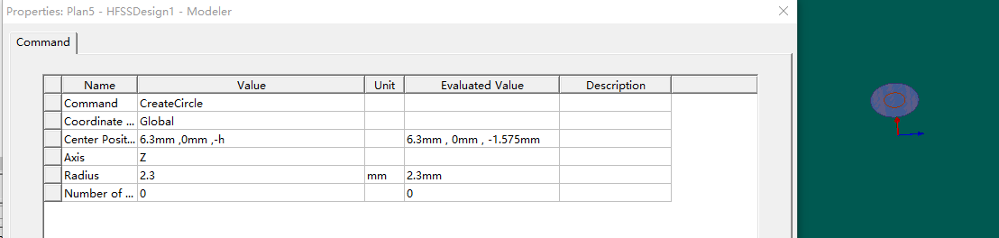 Properties: Plan5 - HFSSDesign1 - Modeler
Command
Name Value Unit Evaluated Value Description
Command CreateCircle
Coordinate ... Global
Center Posit... 6.3mm ,0mm ,-h 6.3mm , 0mm , -1.575mm
Axis Z
Radius 2.3 mm 2.3mm
Number of ... 0 0